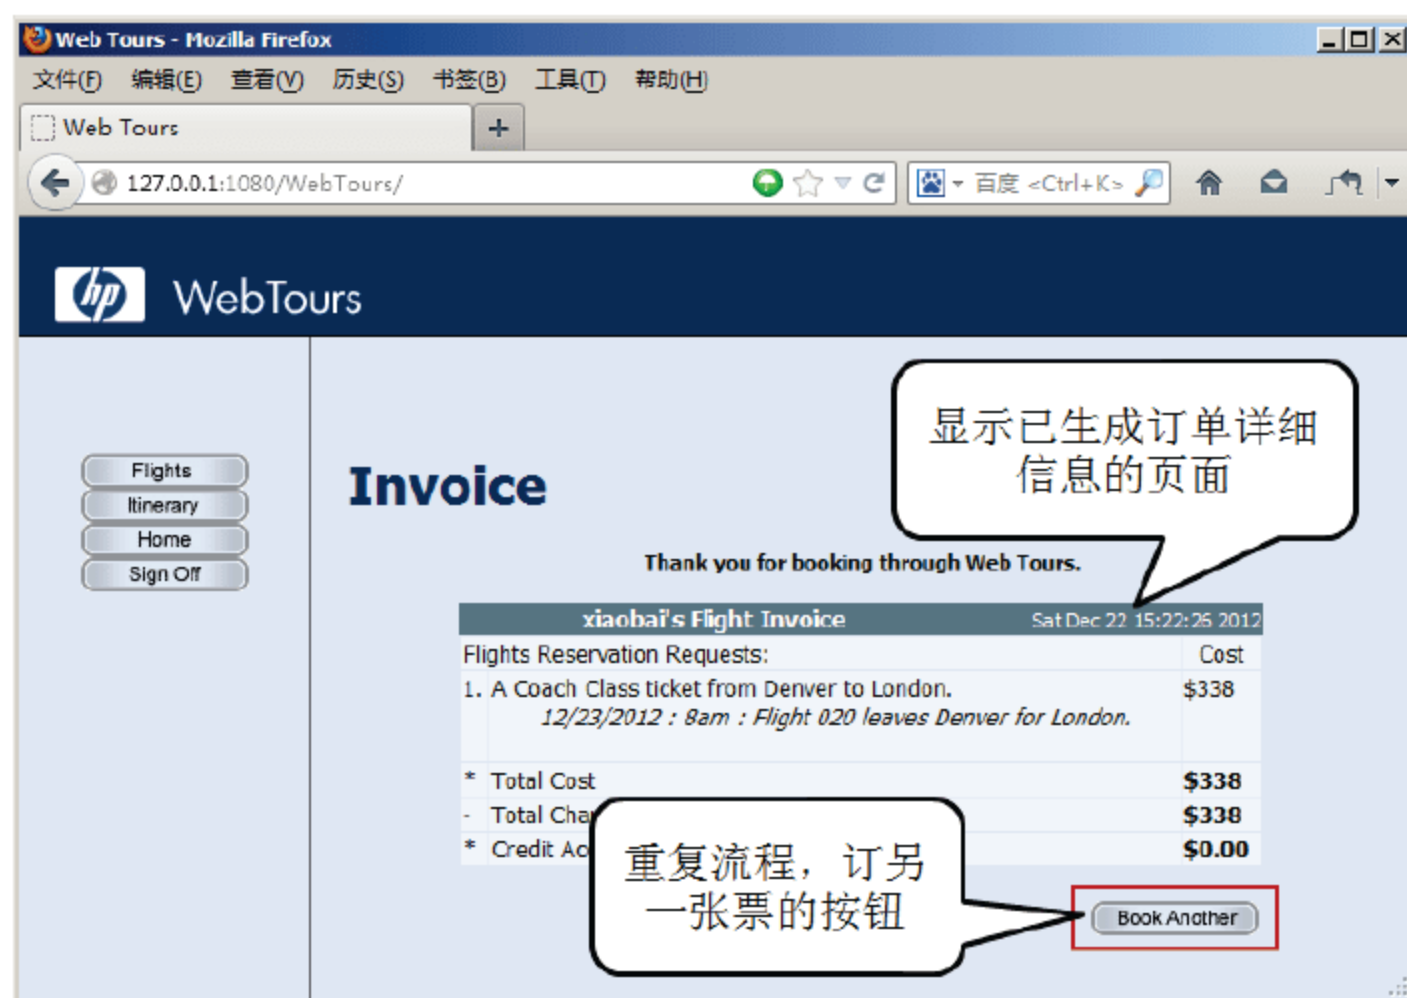 Web Tours - Mozilla Firefox
文件(F) 编辑(E) 查看(V) 历史(S) 书签(B) 工具(T) 帮助(H)
Web Tours
127.0.0.1:1080/WebTours/
百度 <Ctrl+K>
hp WebTours
显示已生成订单详细
信息的页面
Flights
Itinerary
Home
Sign Off
Invoice
Thank you for booking through Web Tours.
xiaobai's Flight Invoice Sat Dec 22 15:22:26 2012
Flights Reservation Requests: Cost
1. A Coach Class ticket from Denver to London. $338
12/23/2012 : 8am : Flight 020 leaves Denver for London.
* Total Cost $338
- Total Cha $338
* Credit Ac $0.00
重复流程，订另
一张票的按钮
Book Another